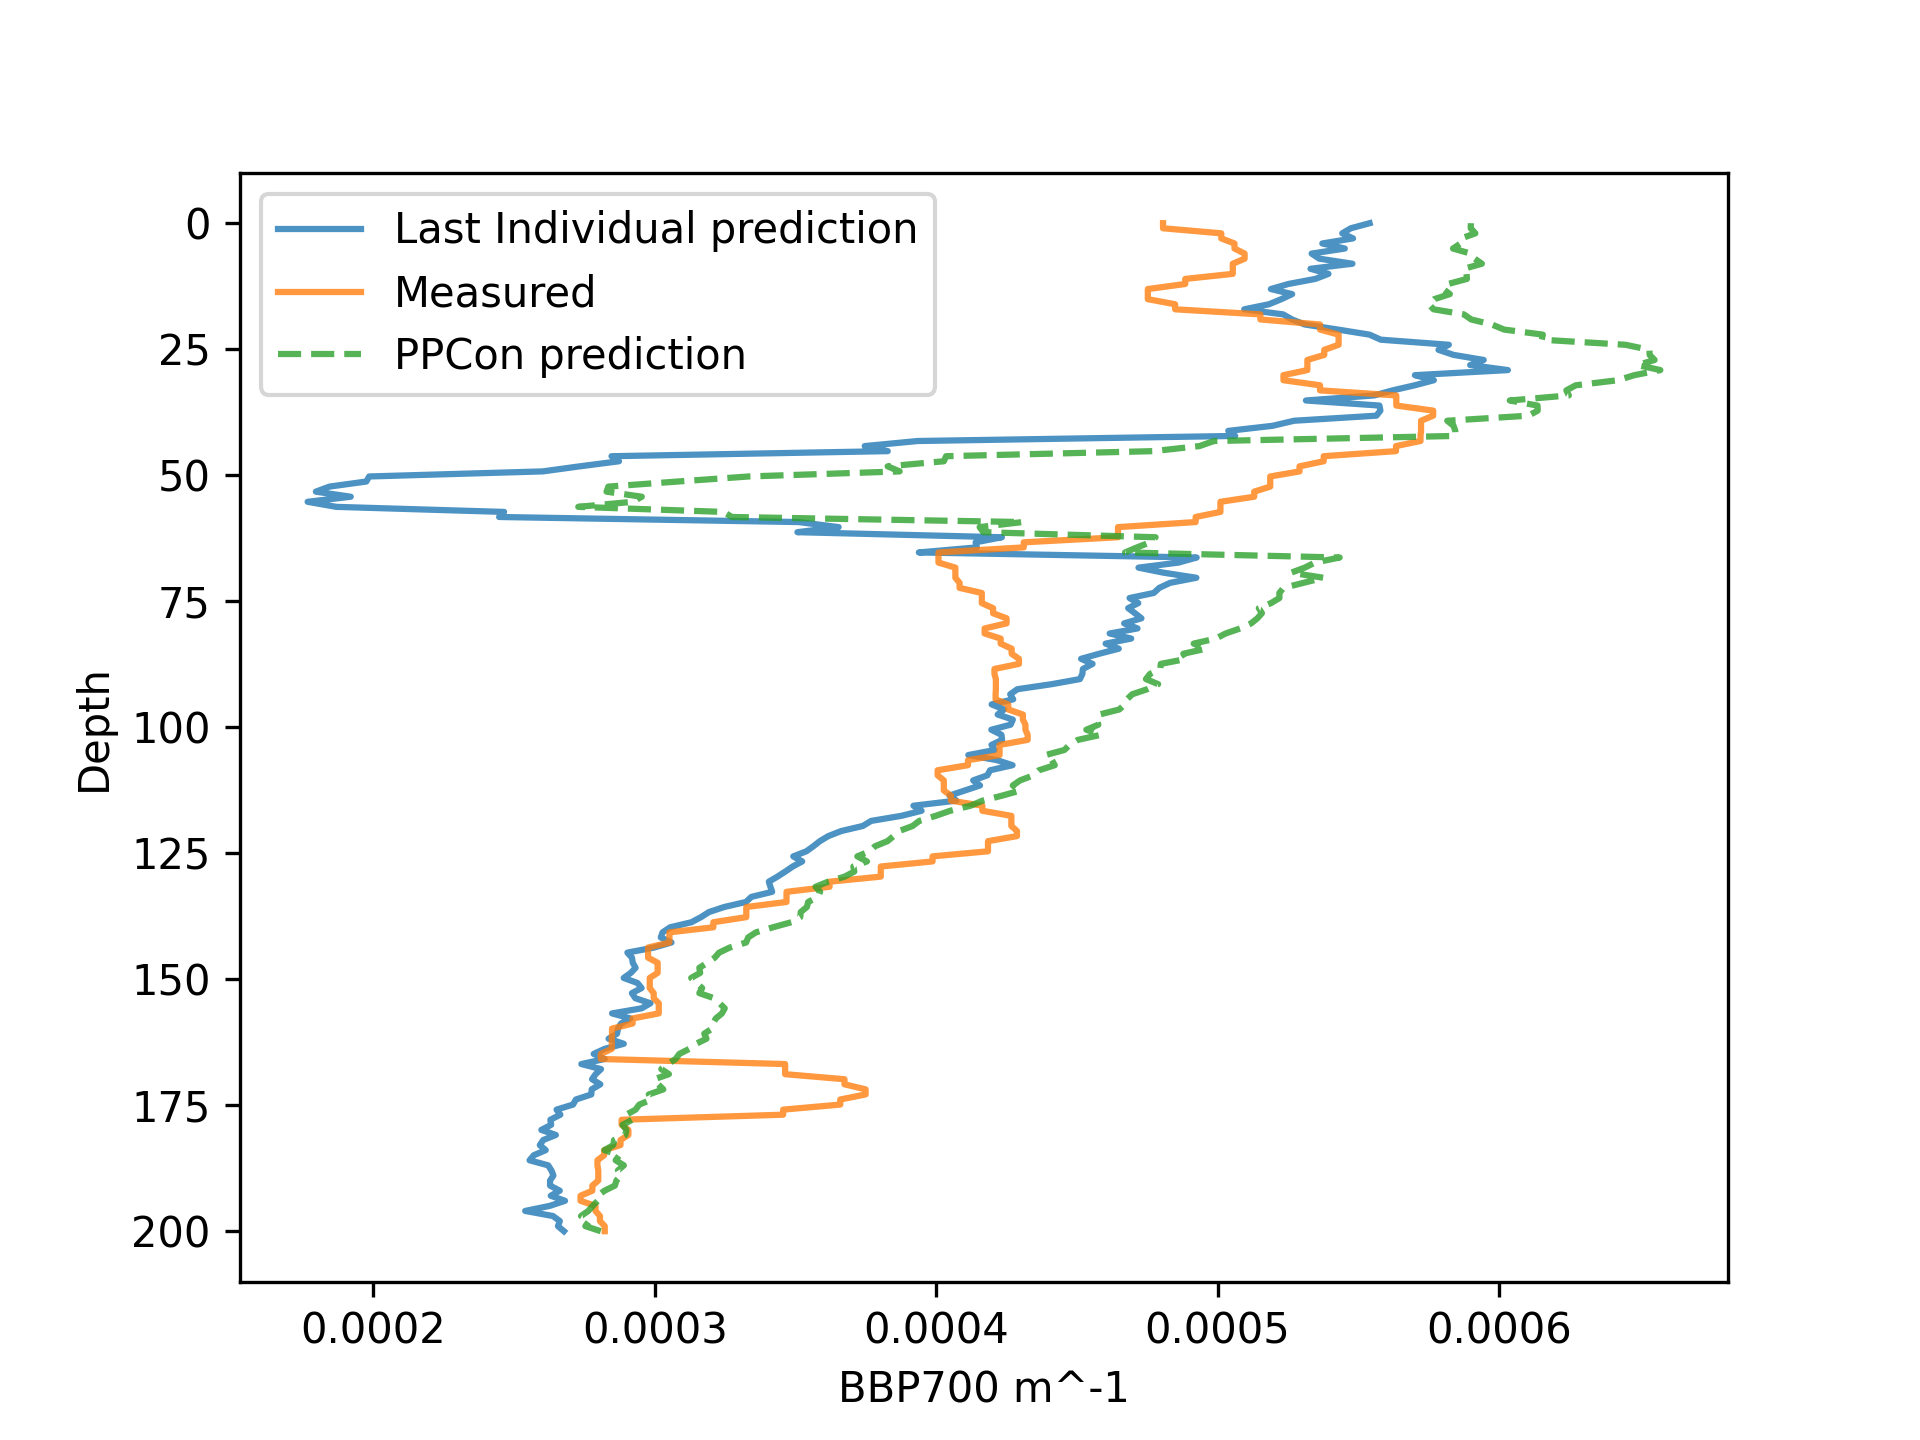 Last Individual prediction
Measured
PPCon prediction
0
25
50
75
100
125
150
175
200
Depth
0.0002 0.0003 0.0004 0.0005 0.0006
BBP700 m^-1